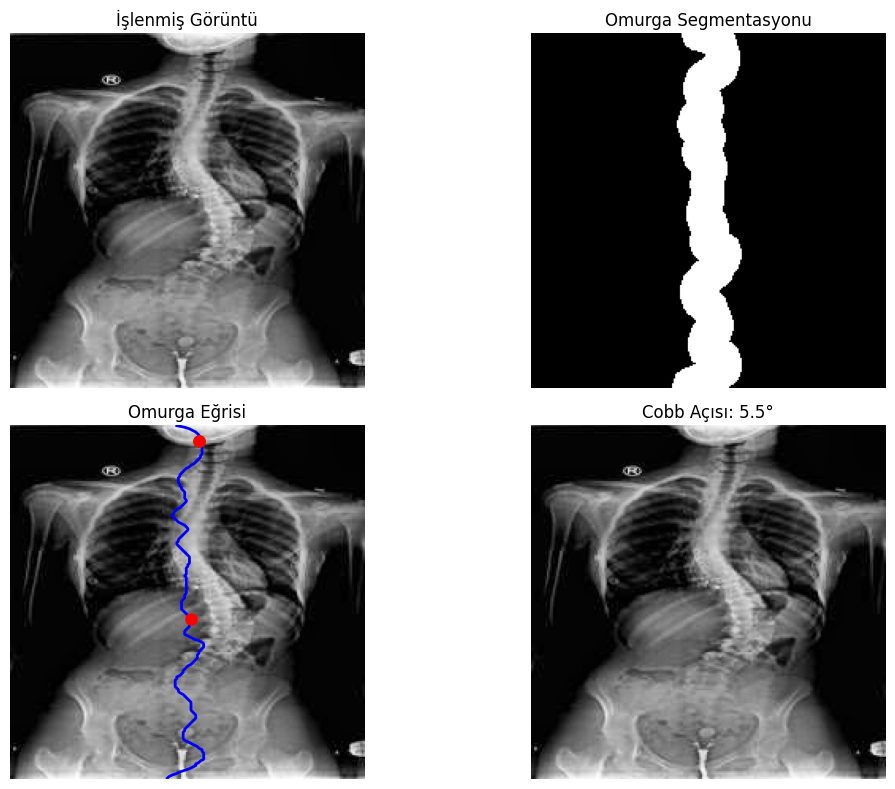 İşlenmiş Görüntü
Omurga Segmentasyonu
R
Omurga Eğrisi
Cobb Açısı: 5.5°
R
R